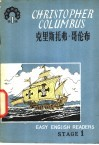 CHRISTOPHER
COLUMBUS
克里斯托弗·哥伦布
EASY ENGLISH READERS
STAGE 1